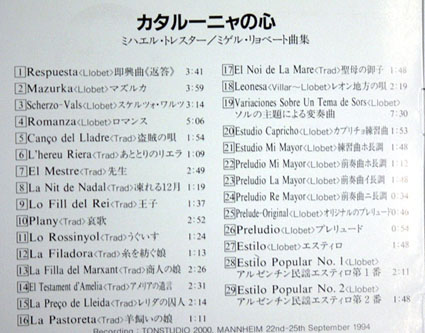 カタルーニャの心
ミハエル・トレスター/ミゲル・リョベート曲集
1 Respuesta<Llobet>即興曲《返答》 3:41
2 Mazurka<Llobet>マズルカ 3:59
3 Scherzo-Vals<Llobet>スケルツォ・ワルツ 3:14
4 Romanza<Llobet>ロマンス 5:06
5 Canço del Lladre<Trad>盗賊の唄 1:54
6 L'hereu Riera<Trad>あととりのリエラ 1:09
7 El Mestre<Trad>先生 2:49
8 La Nit de Nadal<Trad>凍れる12月 1:19
9 Lo Fill del Rei<Trad>王子 1:37
10 Plany<Trad>哀歌 2:52
11 Lo Rossinyol<Trad>うぐいす 1:24
12 La Filadora<Trad>糸を紡ぐ娘 1:13
13 La Filla del Marxant<Trad>商人の娘 1:26
14 El Testament d'Amelia<Trad>アメリアの遺言 2:31
15 La Preço de Lleida<Trad>レリダの囚人 2:14
16 La Pastoreta<Trad>羊飼いの娘 1:11
17 El Noi de La Mare<Trad>聖母の御子 1:48
18 Leonesa<Villar〜Llobet>レオン地方の唄 2:19
19 Variaciones Sobre Un Tema de Sors<Llobet>
ソルの主題による変奏曲 7:30
20 Estudio Capricho<Llobet>カプリチョ練習曲 1:53
21 Estudio Mi Mayor<Llobet>練習曲ホ長調 1:48
22 Preludio Mi Mayor<Llobet>前奏曲ホ長調 1:12
23 Preludio La Mayor<Llobet>前奏曲イ長調
24 Preludio Re Mayor<Llobet>前奏曲ニ長調 0:34
25 Prelude-Original<Llobet>オリジナルのプレリュード 0:46
26 Preludio<Llobet>プレリュード 0:54
27 Estilo<Llobet>エスティロ 1:48
28 Estilo Popular No. 1<Llobet>
アルゼンチン民謡エスティロ第1番 2:11
29 Estilo Popular No. 2<Llobet>
アルゼンチン民謡エスティロ第2番 1:48
Recording : TONSTUDIO 2000, MANNHEIM 22nd-25th September 1994